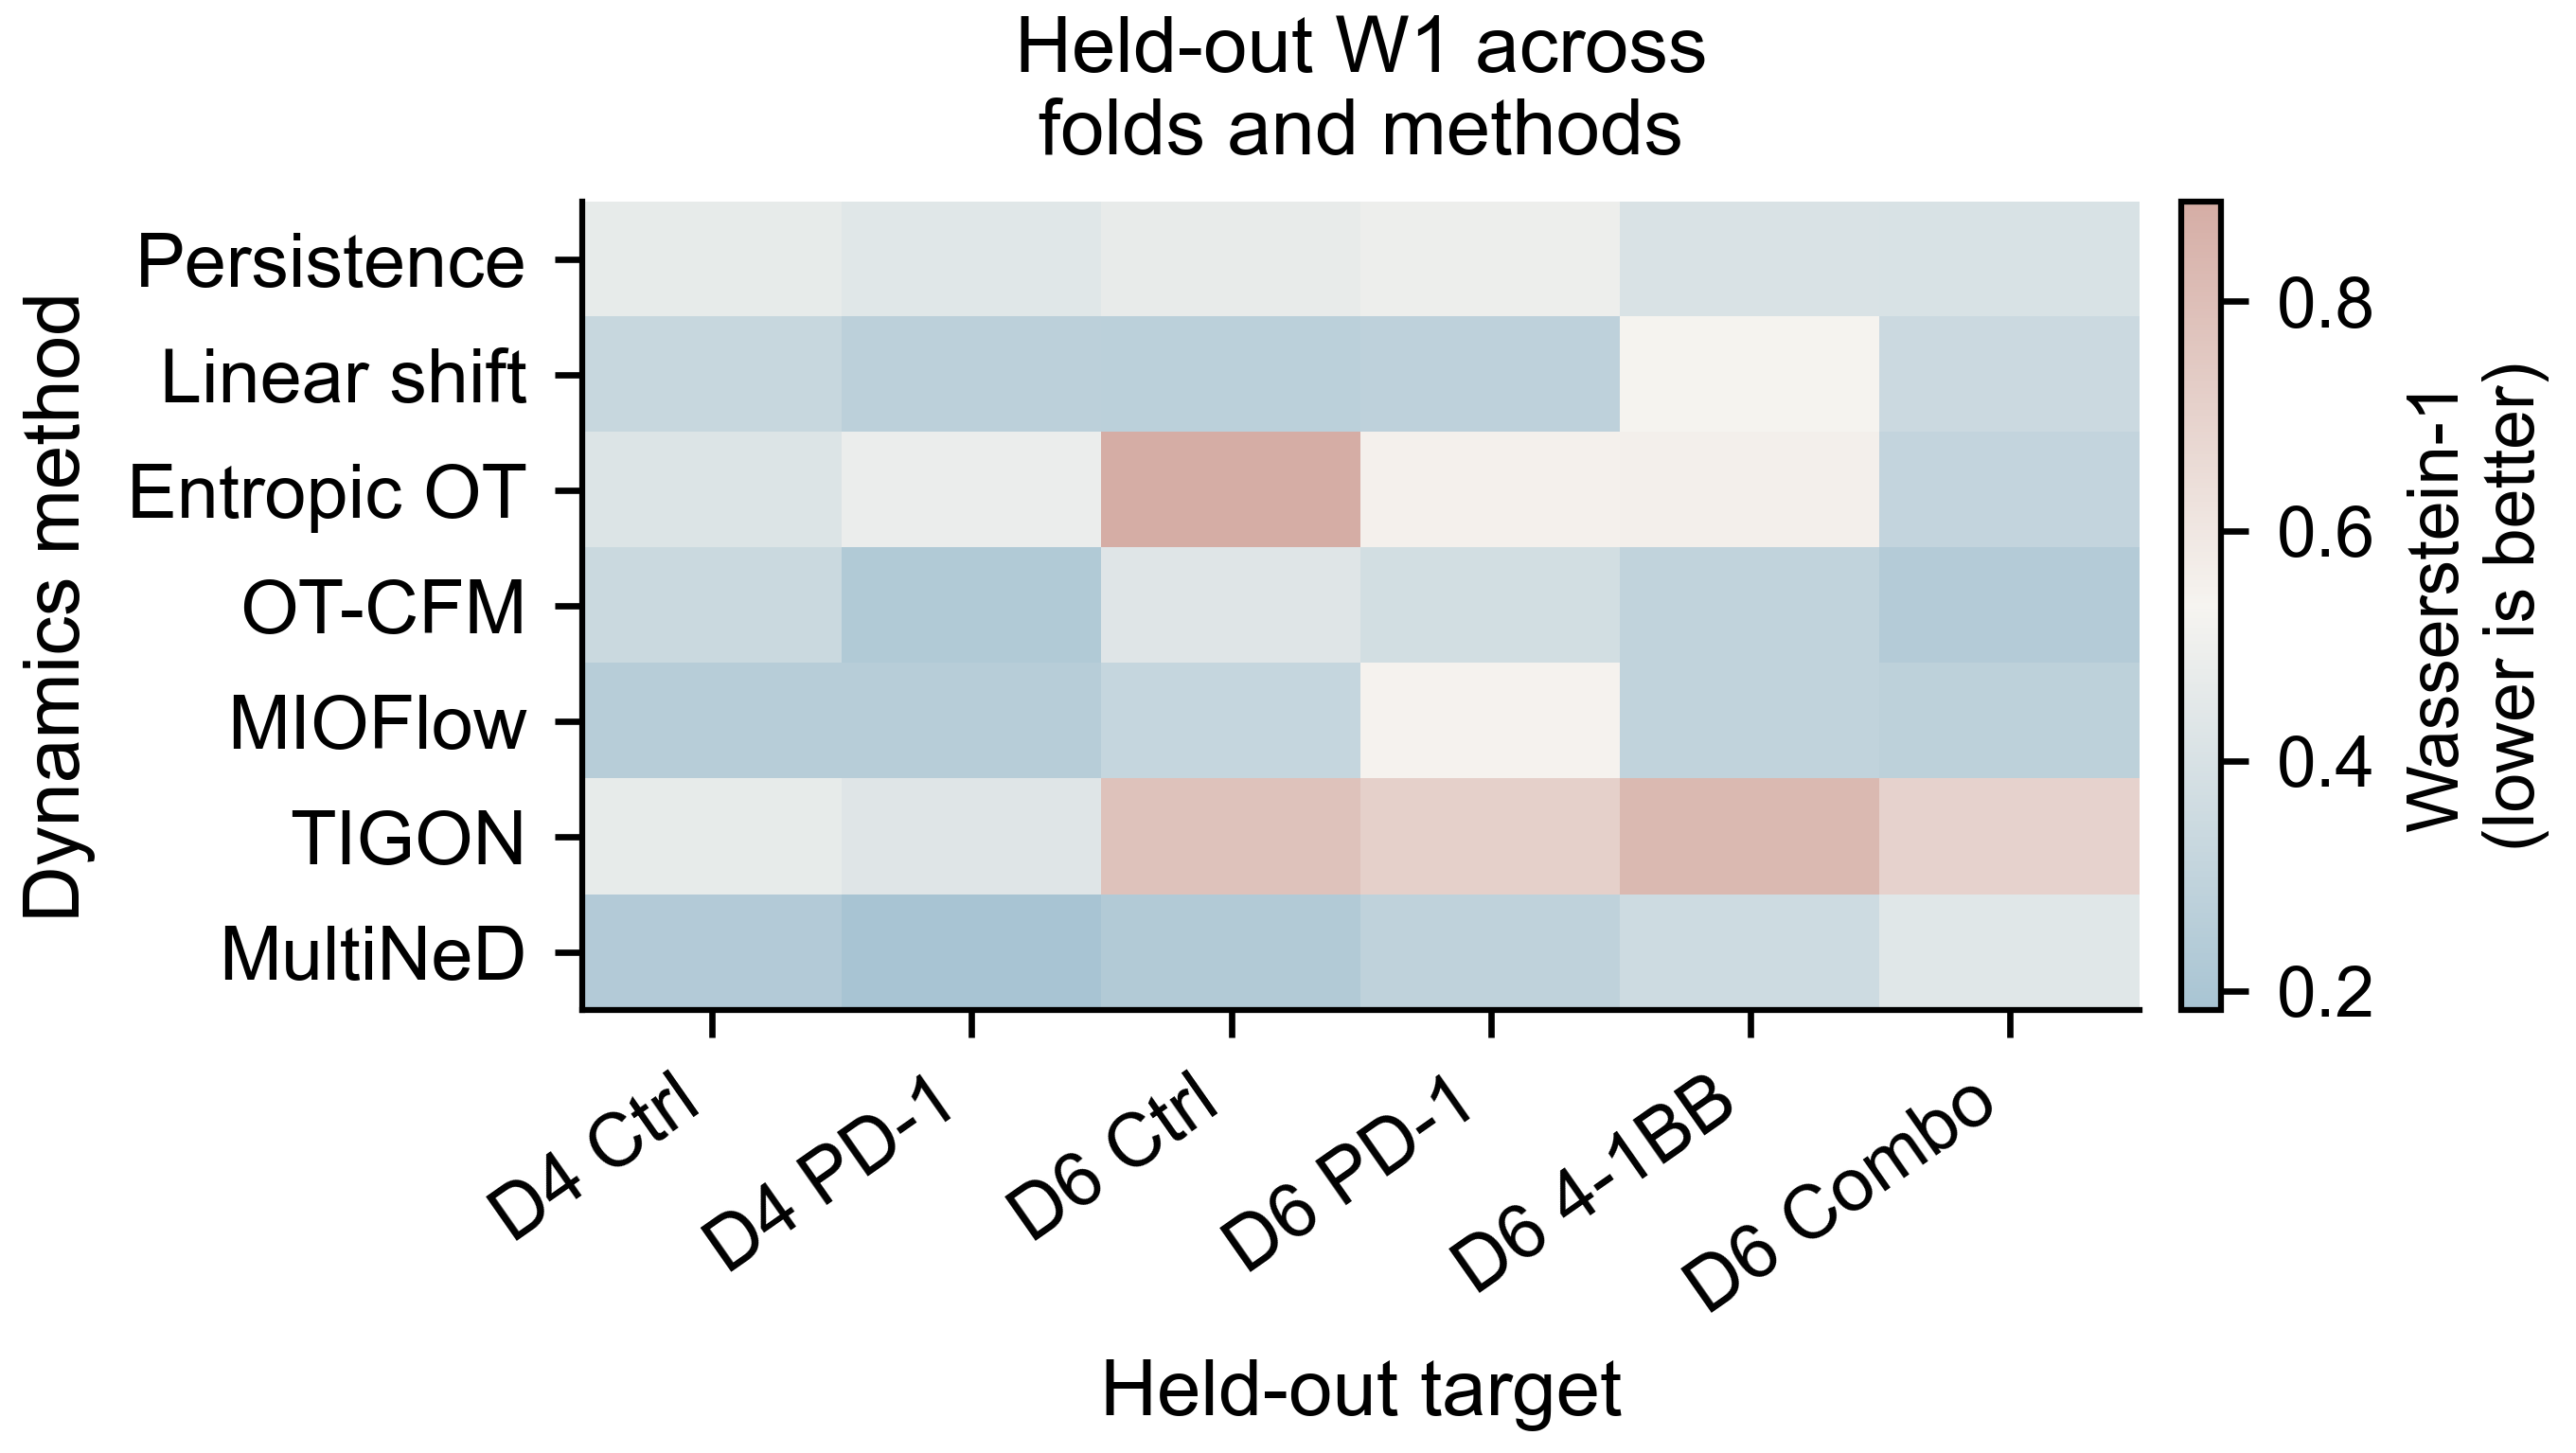 Held-out W1 across
folds and methods
Dynamics method
Persistence
Linear shift
Entropic OT
OT-CFM
MIOFlow
TIGON
MultiNeD
D4 Ctrl
D4 PD-1
D6 Ctrl
D6 PD-1
D6 4-1BB
D6 Combo
Held-out target
0.8
0.6
0.4
0.2
Wasserstein-1
(lower is better)